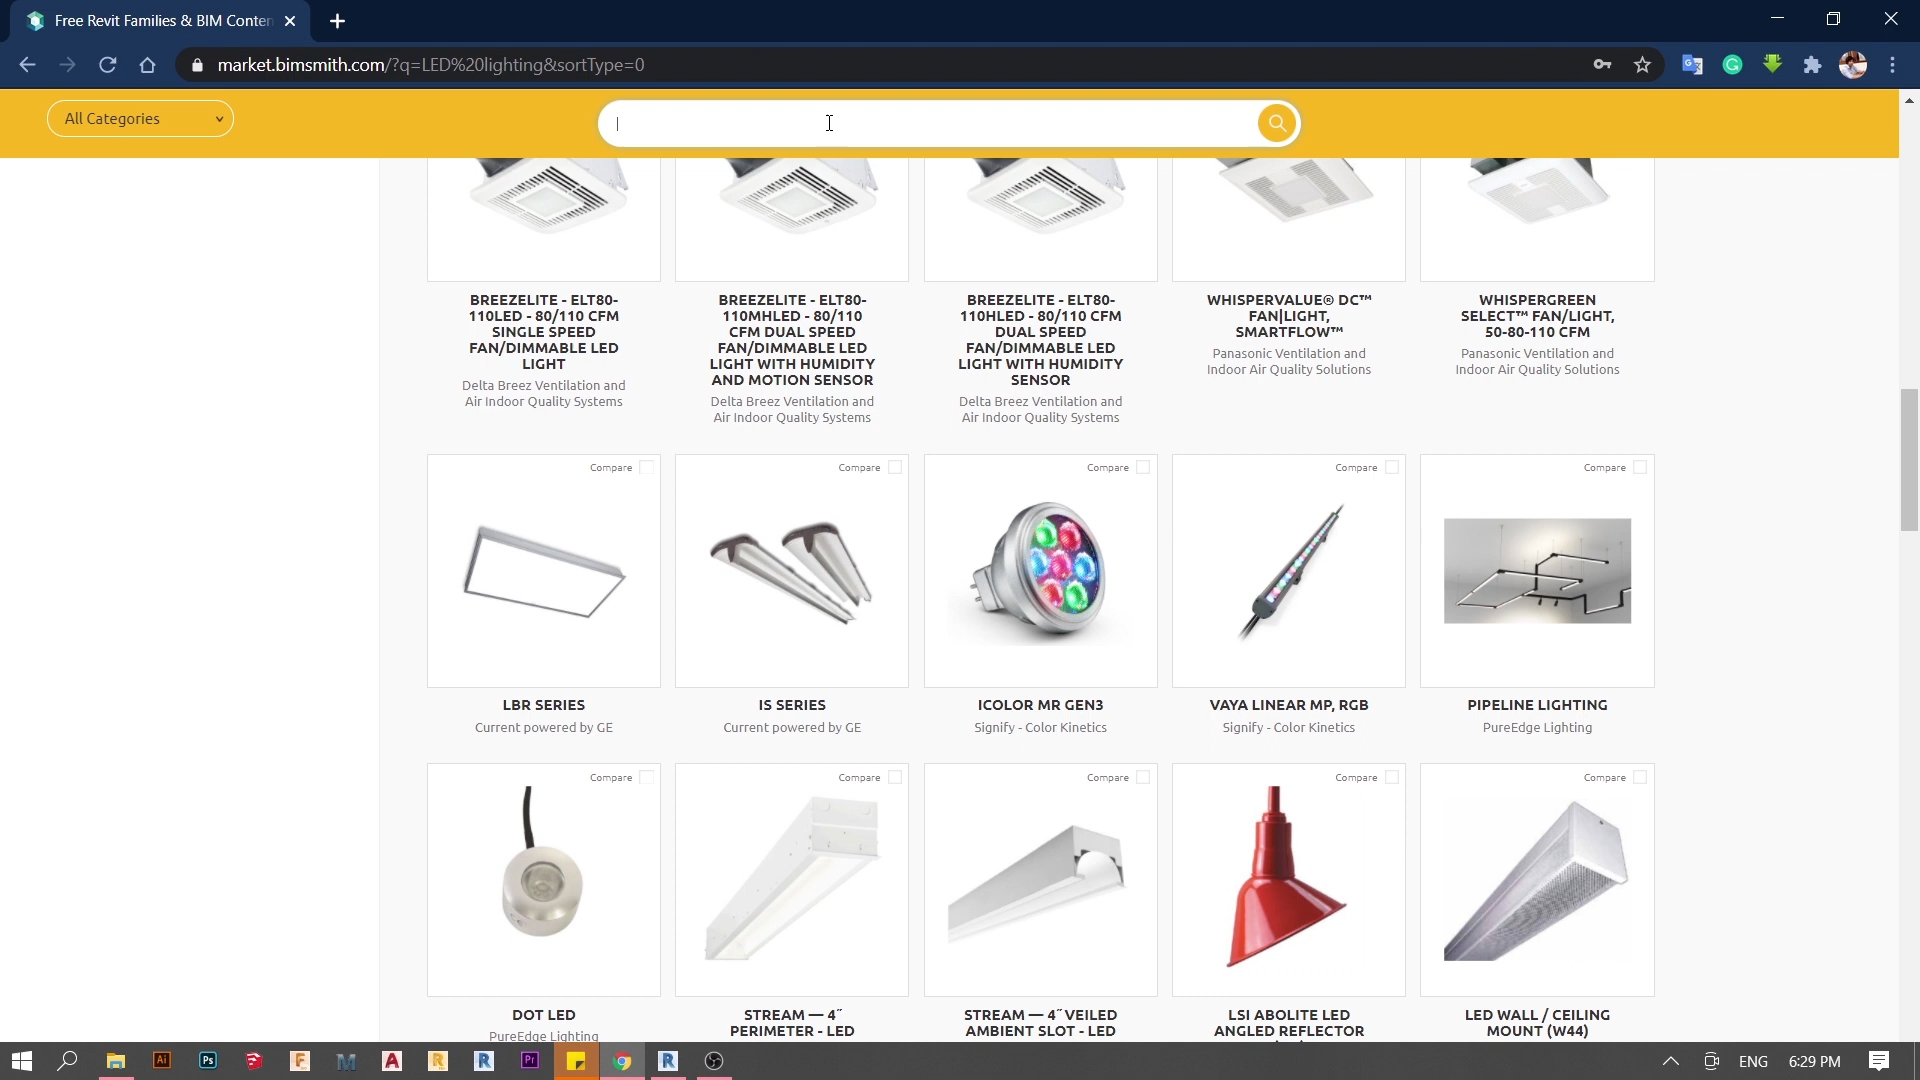 Free Revit Families & BIM Conten
market.bimsmith.com/?q=LED%20lighting&sortType=0
All Categories
BREEZELITE - ELT80-
110LED - 80/110 CFM
SINGLE SPEED
FAN/DIMMABLE LED
LIGHT
Delta Breez Ventilation and
Air Indoor Quality Systems
BREEZELITE - ELT80-
110MHLED - 80/110
CFM DUAL SPEED
FAN/DIMMABLE LED
LIGHT WITH HUMIDITY
AND MOTION SENSOR
Delta Breez Ventilation and
Air Indoor Quality Systems
BREEZELITE - ELT80-
110HLED - 80/110 CFM
DUAL SPEED
FAN/DIMMABLE LED
LIGHT WITH HUMIDITY
SENSOR
Delta Breez Ventilation and
Air Indoor Quality Systems
WHISPERVALUE® DC™
FAN|LIGHT,
SMARTFLOW™
Panasonic Ventilation and
Indoor Air Quality Solutions
WHISPERGREEN
SELECT™ FAN/LIGHT,
50-80-110 CFM
Panasonic Ventilation and
Indoor Air Quality Solutions
Compare
LBR SERIES
Current powered by GE
Compare
IS SERIES
Current powered by GE
Compare
ICOLOR MR GEN3
Signify - Color Kinetics
Compare
VAYA LINEAR MP, RGB
Signify - Color Kinetics
Compare
PIPELINE LIGHTING
PureEdge Lighting
Compare
DOT LED
PureEdge Lighting
Compare
STREAM — 4˝
PERIMETER - LED
Compare
STREAM — 4˝ VEILED
AMBIENT SLOT - LED
Compare
LSI ABOLITE LED
ANGLED REFLECTOR
Compare
LED WALL / CEILING
MOUNT (W44)
Ai
Ps
F
M
A
R
R
Pr
R
ENG
6:29 PM